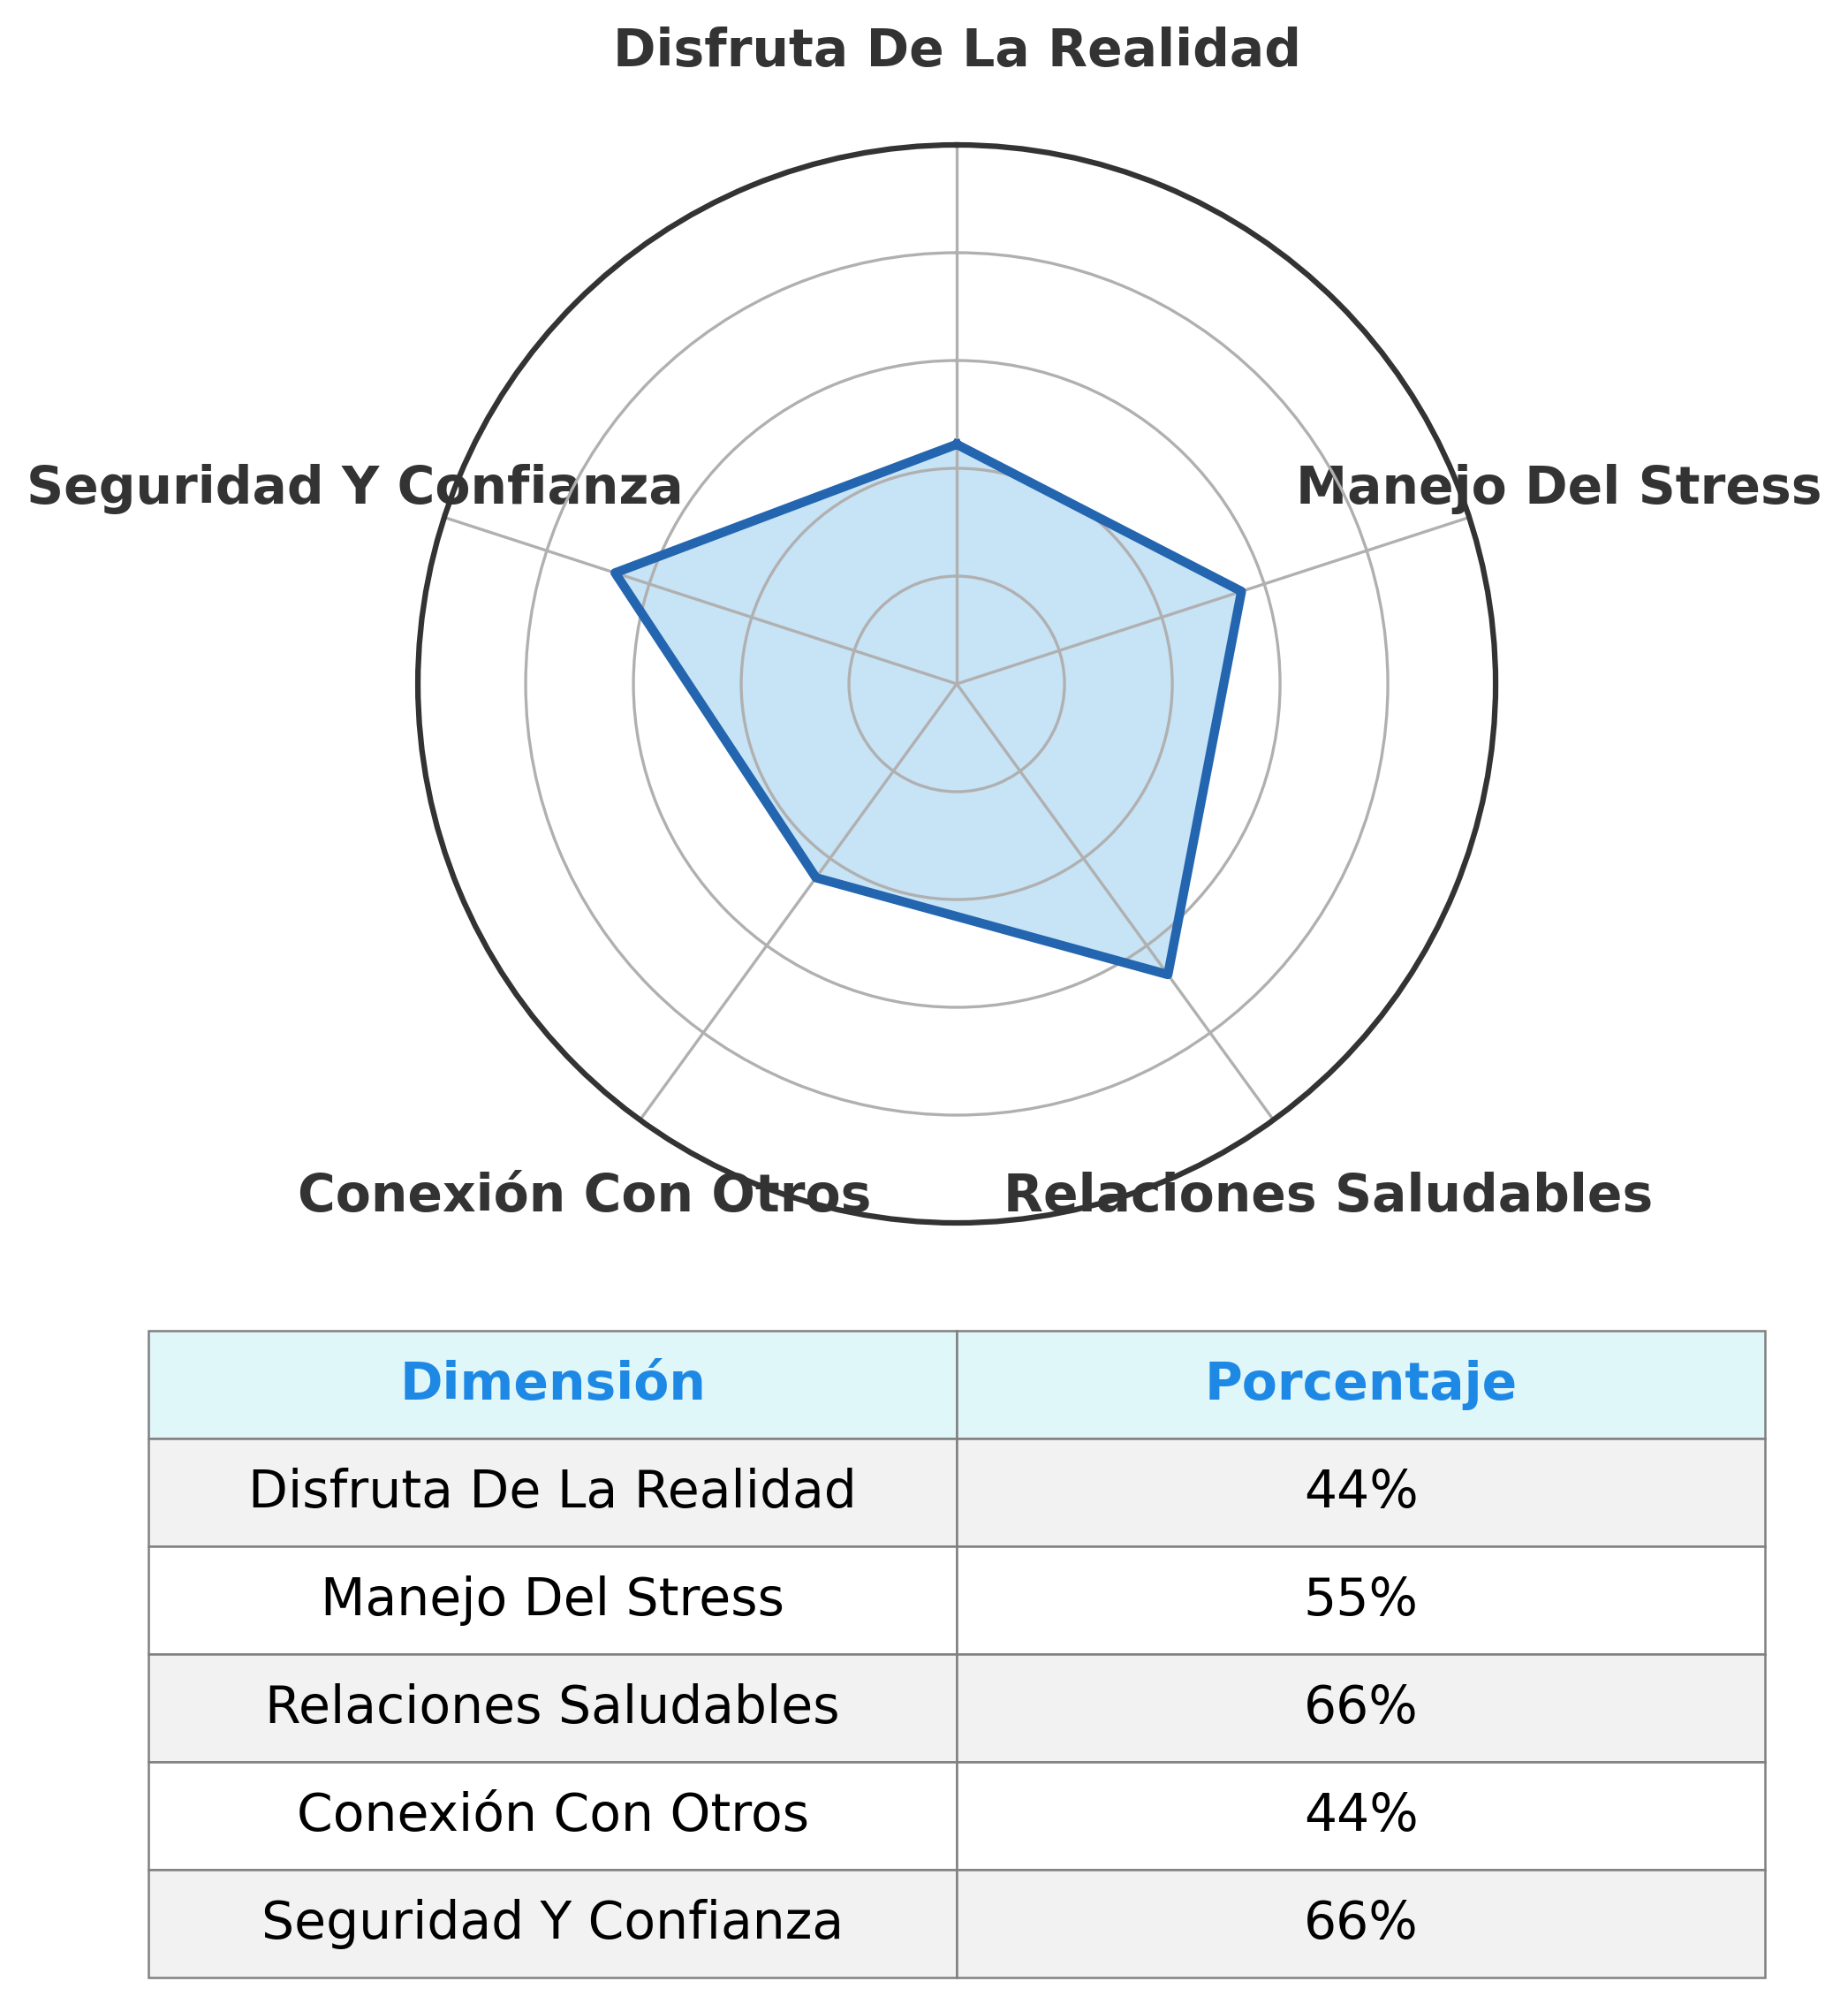 Disfruta De La Realidad
Seguridad Y Confianza
Manejo Del Stress
Conexión Con Otros
Relaciones Saludables
Dimensión Porcentaje
Disfruta De La Realidad 44%
Manejo Del Stress 55%
Relaciones Saludables 66%
Conexión Con Otros 44%
Seguridad Y Confianza 66%